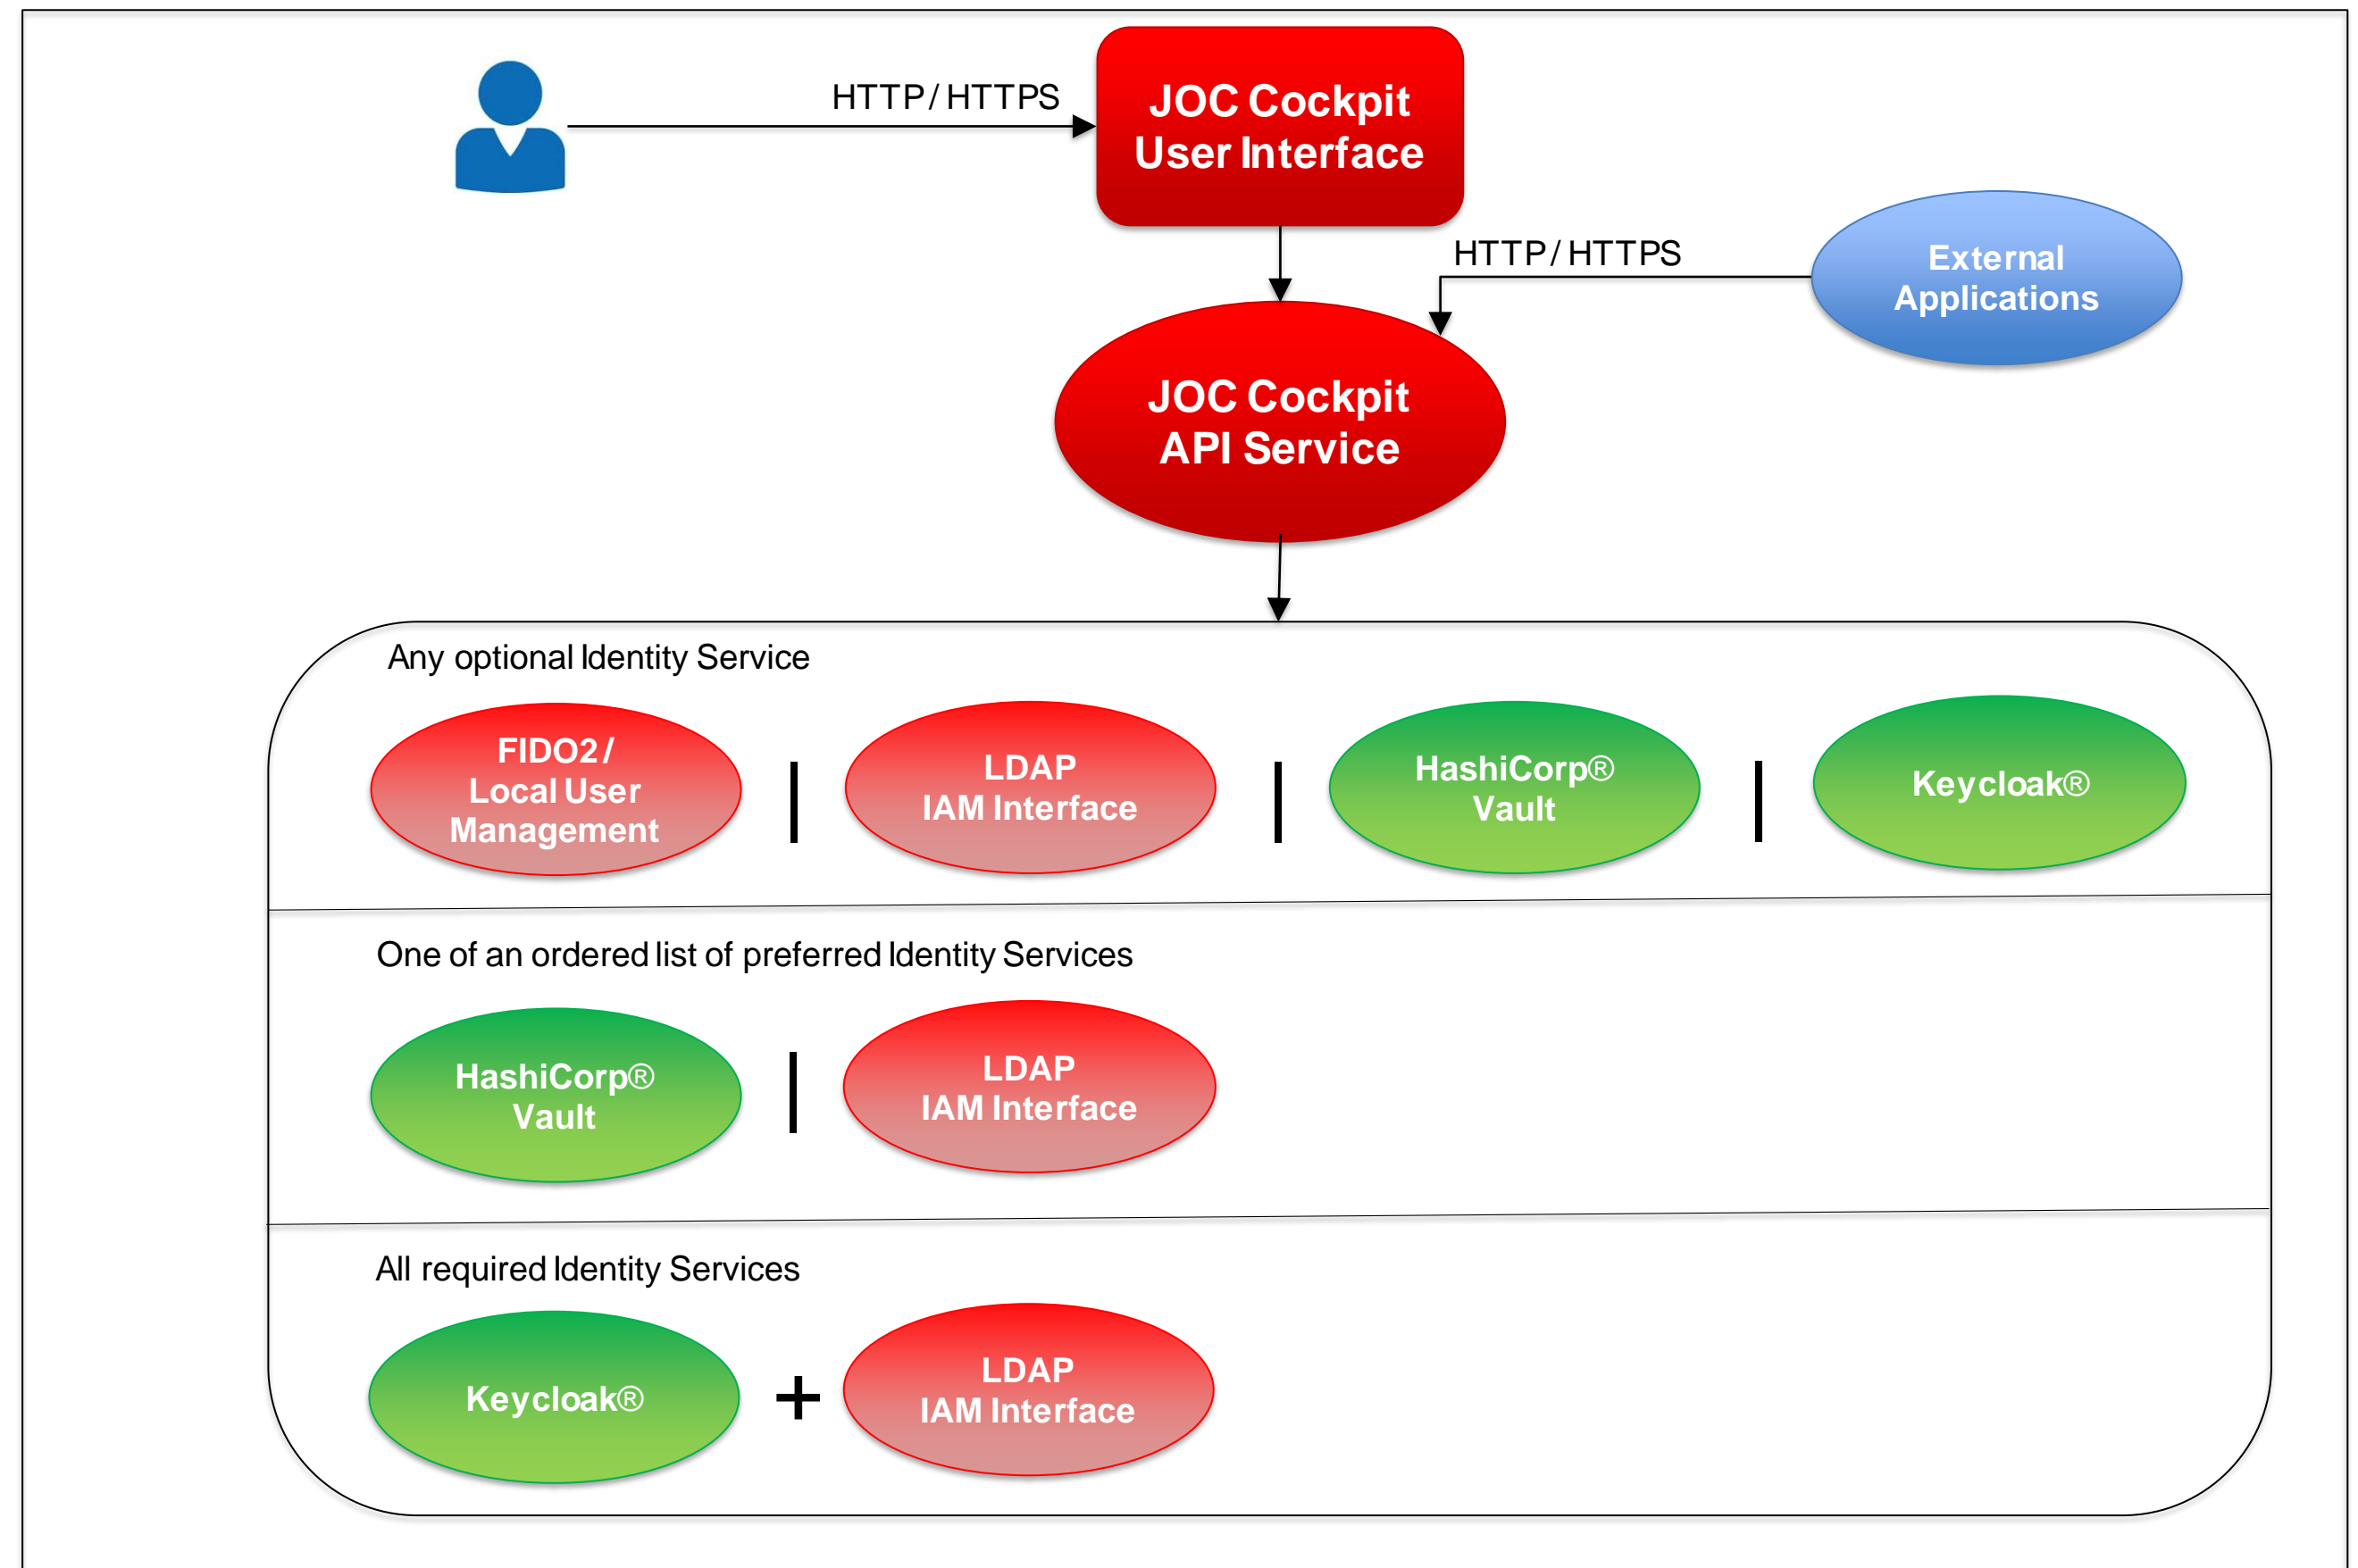 HTTP / HTTPS
JOC Cockpit
User Interface
HTTP / HTTPS
External
Applications
JOC Cockpit
API Service
Any optional Identity Service
FIDO2 /
Local User
Management
|
LDAP
IAM Interface
|
HashiCorp®
Vault
|
Keycloak®
One of an ordered list of preferred Identity Services
HashiCorp®
Vault
|
LDAP
IAM Interface
All required Identity Services
Keycloak®
+
LDAP
IAM Interface